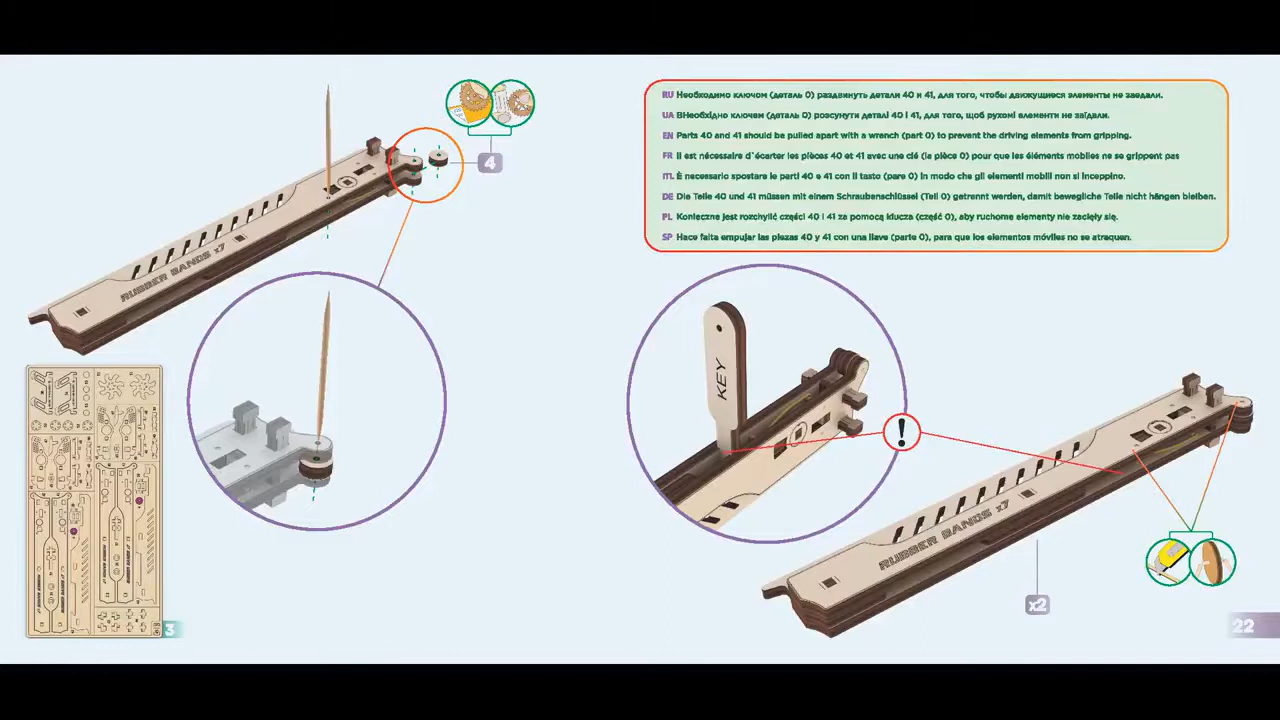 4
RUBBER BANDS x7
3
RU Необходимо ключом (деталь 0) раздвинуть детали 40 и 41, для того, чтобы движущиеся элементы не заедали.
UA ВНеобхідно ключем (деталь 0) розсунути деталі 40 і 41, для того, щоб рухомі елементи не заїдали.
EN Parts 40 and 41 should be pulled apart with a wrench (part 0) to prevent the driving elements from gripping.
FR Il est nécessaire d`écarter les pièces 40 et 41 avec une clé (la pièce 0) pour que les éléments mobiles ne se grippent pas
ITL È necessario spostare le parti 40 e 41 con il tasto (pare 0) in modo che gli elementi mobili non si inceppino.
DE Die Teile 40 und 41 müssen mit einem Schraubenschlüssel (Teil 0) getrennt werden, damit bewegliche Teile nicht hängen bleiben.
PL Konieczne jest rozchylić części 40 i 41 za pomocą klucza (część 0), aby ruchome elementy nie zacięły się.
SP Hace falta empujar las piezas 40 y 41 con una llave (parte 0), para que los elementos móviles no se atraquen.
KEY
!
RUBBER BANDS x7
x2
22